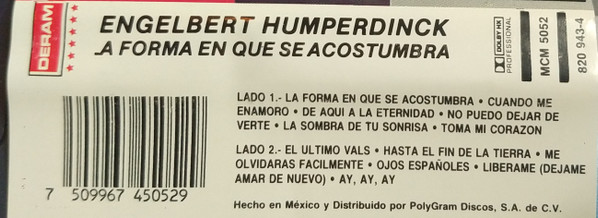 DERAM
ENGELBERT HUMPERDINCK
LA FORMA EN QUE SE ACOSTUMBRA
DOLBY HX
PROFESSIONAL
MCM 5052
820 943-4
LADO 1.- LA FORMA EN QUE SE ACOSTUMBRA • CUANDO ME
ENAMORO • DE AQUI A LA ETERNIDAD • NO PUEDO DEJAR DE
VERTE • LA SOMBRA DE TU SONRISA • TOMA MI CORAZON
LADO 2.- EL ULTIMO VALS • HASTA EL FIN DE LA TIERRA • ME
OLVIDARAS FACILMENTE • OJOS ESPAÑOLES • LIBERAME (DEJAME
AMAR DE NUEVO) • AY, AY, AY
7 509967 450529
Hecho en México y Distribuido por PolyGram Discos, S.A. de C.V.